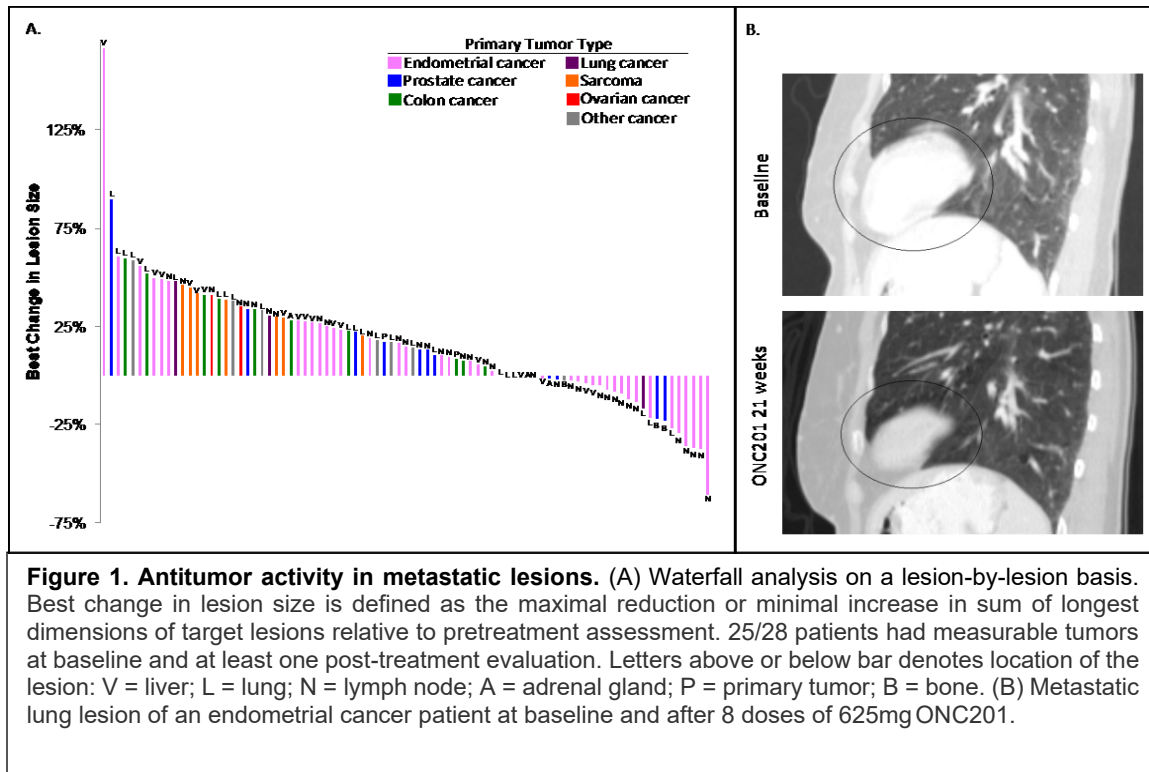 A.
V
Primary Tumor Type
Endometrial cancer
Lung cancer
Prostate cancer
Sarcoma
Colon cancer
Ovarian cancer
Other cancer
125%
75%
25%
-25%
-75%
Best Change in Lesion Size
L
N
B.
Baseline
ONC201 21 weeks
Figure 1. Antitumor activity in metastatic lesions. (A) Waterfall analysis on a lesion-by-lesion basis.
Best change in lesion size is defined as the maximal reduction or minimal increase in sum of longest
dimensions of target lesions relative to pretreatment assessment. 25/28 patients had measurable tumors
at baseline and at least one post-treatment evaluation. Letters above or below bar denotes location of the
lesion: V = liver; L = lung; N = lymph node; A = adrenal gland; P = primary tumor; B = bone. (B) Metastatic
lung lesion of an endometrial cancer patient at baseline and after 8 doses of 625mg ONC201.